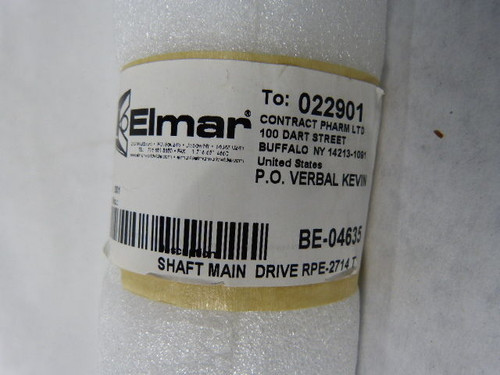 Elmar®
To: 022901
CONTRACT PHARM LTD
100 DART STREET
BUFFALO NY 14213-1091
United States
P.O. VERBAL KEVIN
BE-04635
SHAFT MAIN DRIVE RPE-2714 T